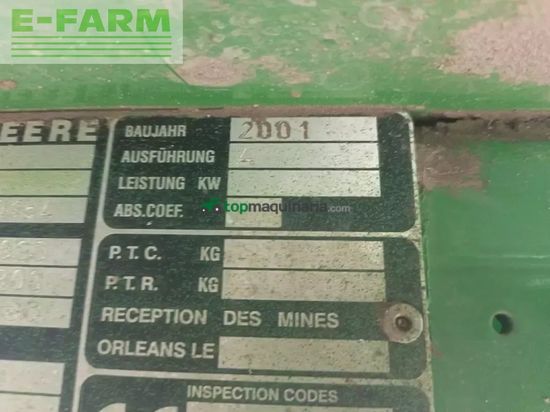 E-FARM
EERE
BAUJAHR 2001
AUSFÜHRUNG
LEISTUNG KW
ABS.COEF.
topmaquinaria.com
P.T.C. KG
P.T.R. KG
RECEPTION DES MINES
ORLEANS LE
INSPECTION CODES